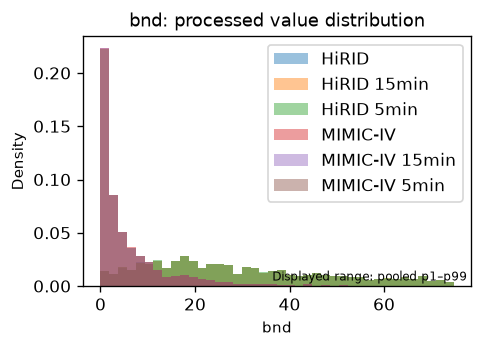 bnd: processed value distribution
Density
0.20
0.15
0.10
0.05
0.00
HiRID
HiRID 15min
HiRID 5min
MIMIC-IV
MIMIC-IV 15min
MIMIC-IV 5min
Displayed range: pooled p1–p99
0 20 40 60
bnd